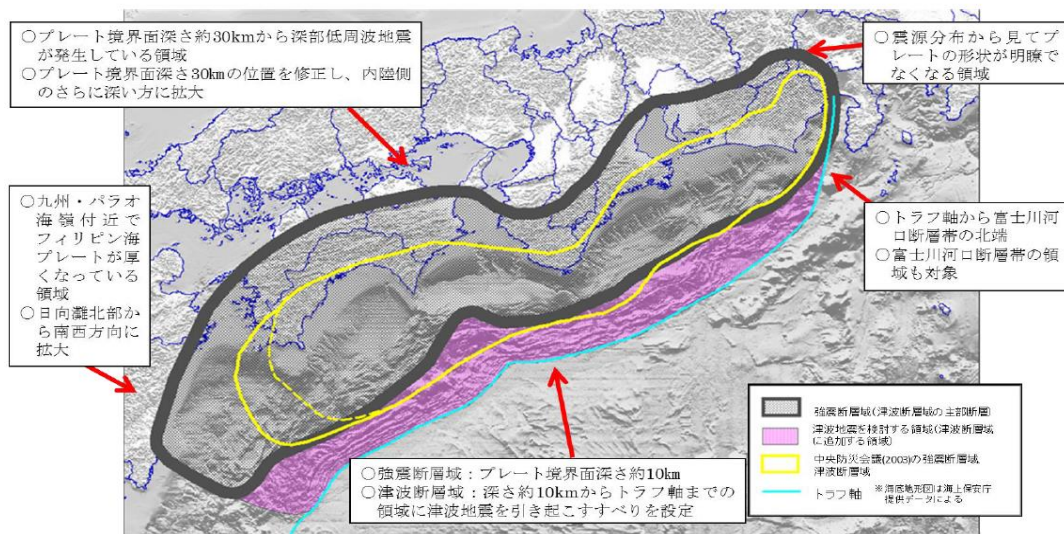 ○プレート境界面深さ約30kmから深部低周波地震
が発生している領域
○プレート境界面深さ30kmの位置を修正し、内陸側
のさらに深い方に拡大
○震源分布から見てプ
レートの形状が明瞭で
なくなる領域
○九州・パラオ
海嶺付近で
フィリピン海
プレートが厚
くなっている
領域
○日向灘北部か
ら南西方向に
拡大
○トラフ軸から富士川河
口断層帯の北端
○富士川河口断層帯の領
域も対象
○強震断層域：プレート境界面深さ約10km
○津波断層域：深さ約10kmからトラフ軸までの
領域に津波地震を引き起こすすべりを設定
強震断層域(津波断層域の主部断層)
津波地震を検討する領域(津波断層域
に追加する領域)
中央防災会議(2003)の強震断層域,
津波断層域
トラフ軸
※海底地形図は海上保安庁
提供データによる